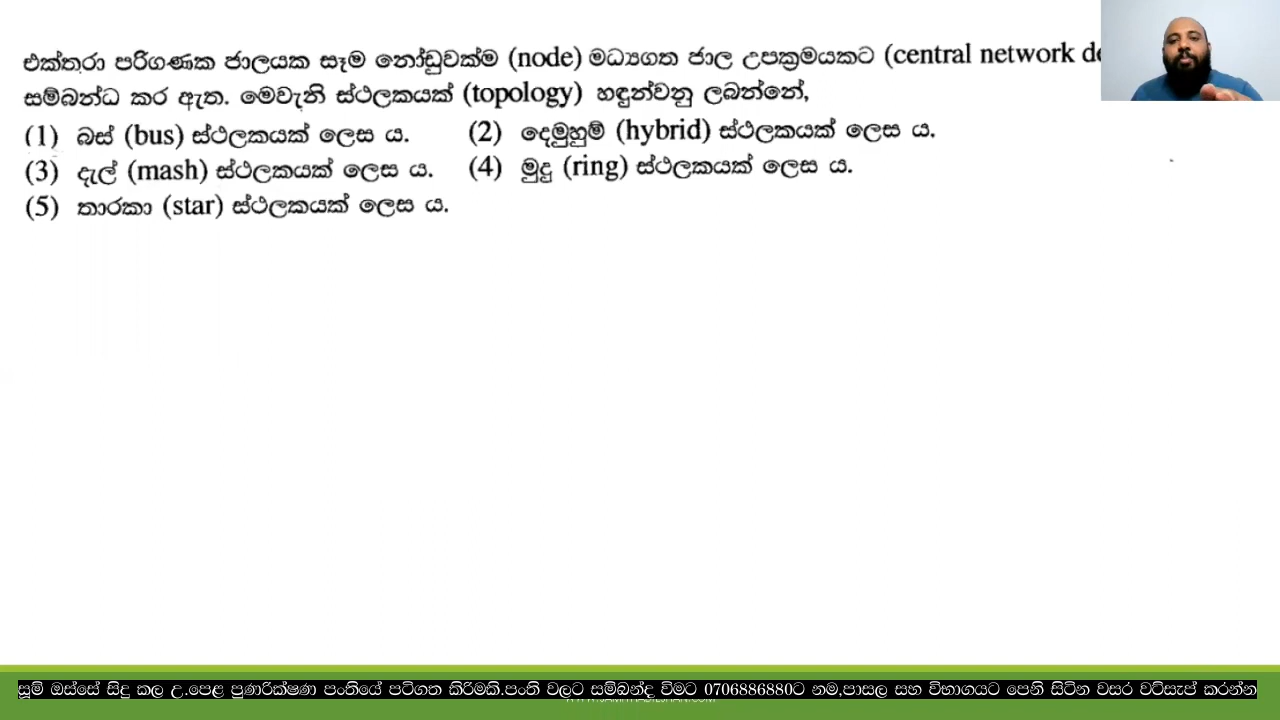 එක්තරා පරිගණක ජාලයක සෑම නෝඩුවක්ම (node) මධ්‍යගත ජාල උපක්‍රමයකට (central network de
සම්බන්ධ කර ඇත. මෙවැනි ස්ථලකයක් (topology) හඳුන්වනු ලබන්නේ,
(1) බස් (bus) ස්ථලකයක් ලෙස ය. (2) දෙමුහුම් (hybrid) ස්ථලකයක් ලෙස ය.
(3) දැල් (mash) ස්ථලකයක් ලෙස ය. (4) මුදු (ring) ස්ථලකයක් ලෙස ය.
(5) තාරකා (star) ස්ථලකයක් ලෙස ය.
සූම් ඔස්සේ සිදු කල උ.පෙළ පුණරීක්ෂණ පංතියේ පටිගත කිරීමකි.පංති වලට සම්බන්ද වීමට 0706886880ට නම,පාසල සහ විභාගයට පෙනී සිටින වසර වට්සැප් කරන්න